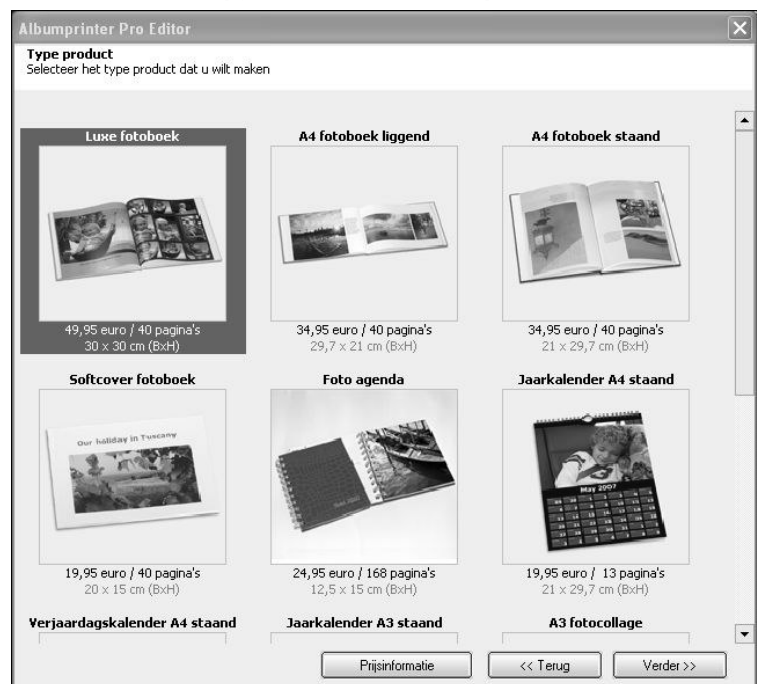 Albumprinter Pro Editor
Type product
Selecteer het type product dat u wilt maken
Luxe fotoboek
A4 fotoboek liggend
A4 fotoboek staand
49,95 euro / 40 pagina's
30 x 30 cm (BxH)
34,95 euro / 40 pagina's
29,7 x 21 cm (BxH)
34,95 euro / 40 pagina's
21 x 29,7 cm (BxH)
Softcover fotoboek
Foto agenda
Jaarkalender A4 staand
Our holiday in Tuscany
May 2007
19,95 euro / 40 pagina's
20 x 15 cm (BxH)
24,95 euro / 168 pagina's
12,5 x 15 cm (BxH)
19,95 euro / 13 pagina's
21 x 29,7 cm (BxH)
Verjaardagskalender A4 staand
Jaarkalender A3 staand
A3 fotocollage
Prijsinformatie
<< Terug
Verder >>